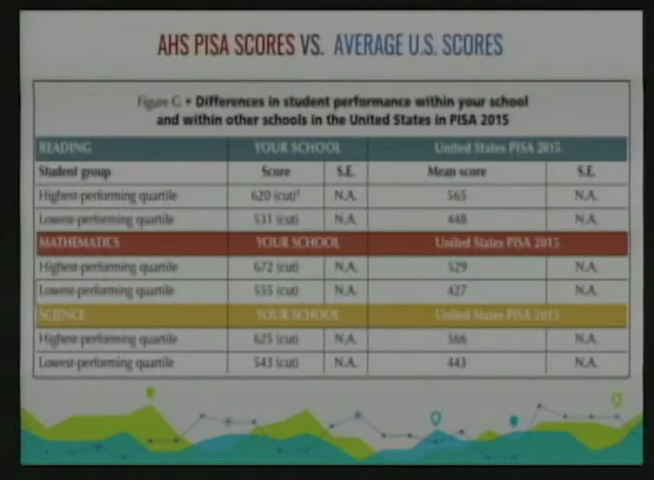 AHS PISA SCORES VS. AVERAGE U.S. SCORES
Figure G • Differences in student performance within your school
and within other schools in the United States in PISA 2015
READING YOUR SCHOOL United States PISA 2015
Student group Score S.E. Mean score S.E.
Highest-performing quartile 620 (cut)¹ N.A. 565 N.A.
Lowest-performing quartile 531 (cut) N.A. 448 N.A.
MATHEMATICS YOUR SCHOOL United States PISA 2015
Highest-performing quartile 672 (cut) N.A. 529 N.A.
Lowest-performing quartile 555 (cut) N.A. 427 N.A.
SCIENCE YOUR SCHOOL United States PISA 2015
Highest-performing quartile 625 (cut) N.A. 566 N.A.
Lowest-performing quartile 543 (cut) N.A. 443 N.A.